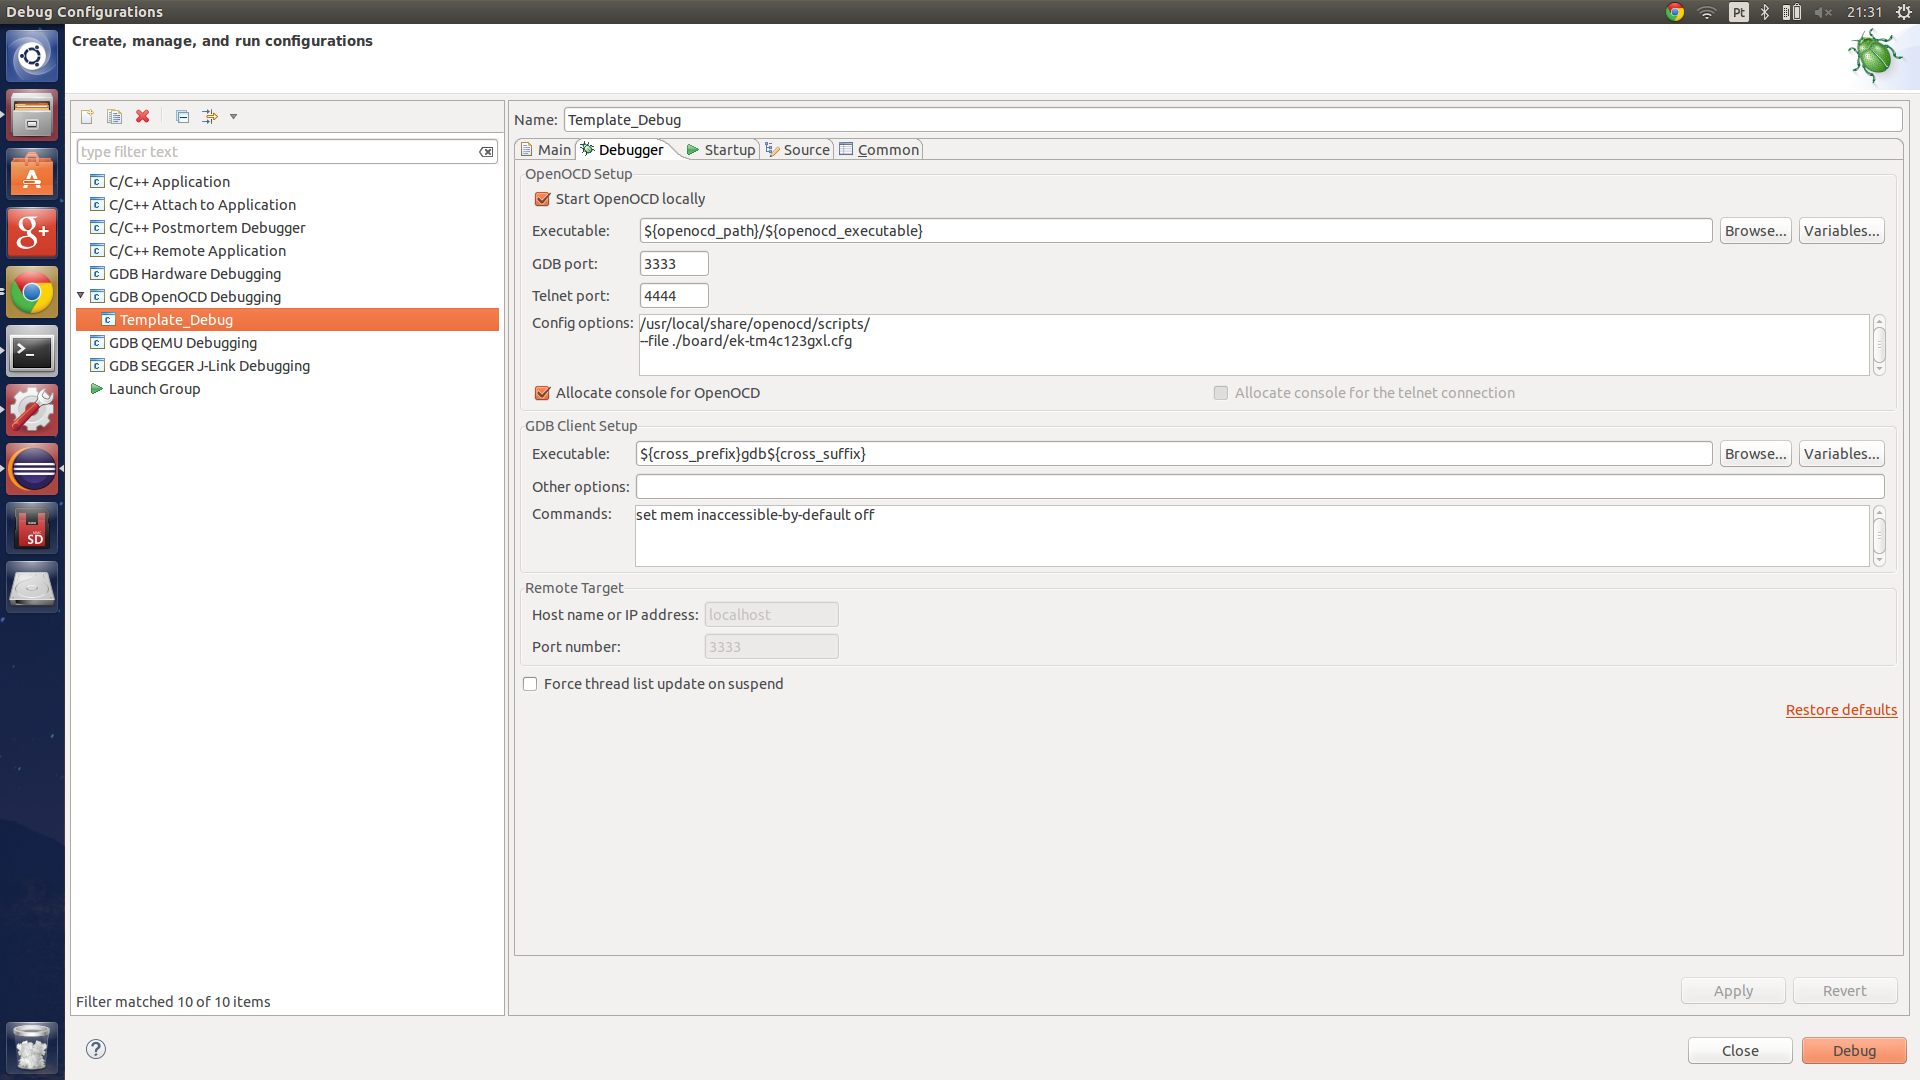 Debug Configurations
Pt
21:31
Create, manage, and run configurations
type filter text
C/C++ Application
C/C++ Attach to Application
C/C++ Postmortem Debugger
C/C++ Remote Application
GDB Hardware Debugging
GDB OpenOCD Debugging
Template_Debug
GDB QEMU Debugging
GDB SEGGER J-Link Debugging
Launch Group
Filter matched 10 of 10 items
Name: Template_Debug
Main Debugger Startup Source Common
OpenOCD Setup
Start OpenOCD locally
Executable: ${openocd_path}/${openocd_executable} Browse... Variables...
GDB port: 3333
Telnet port: 4444
Config options: /usr/local/share/openocd/scripts/
--file ./board/ek-tm4c123gxl.cfg
Allocate console for OpenOCD Allocate console for the telnet connection
GDB Client Setup
Executable: ${cross_prefix}gdb${cross_suffix} Browse... Variables...
Other options:
Commands: set mem inaccessible-by-default off
Remote Target
Host name or IP address: localhost
Port number: 3333
Force thread list update on suspend
Restore defaults
Apply Revert
Close Debug
g+
SD